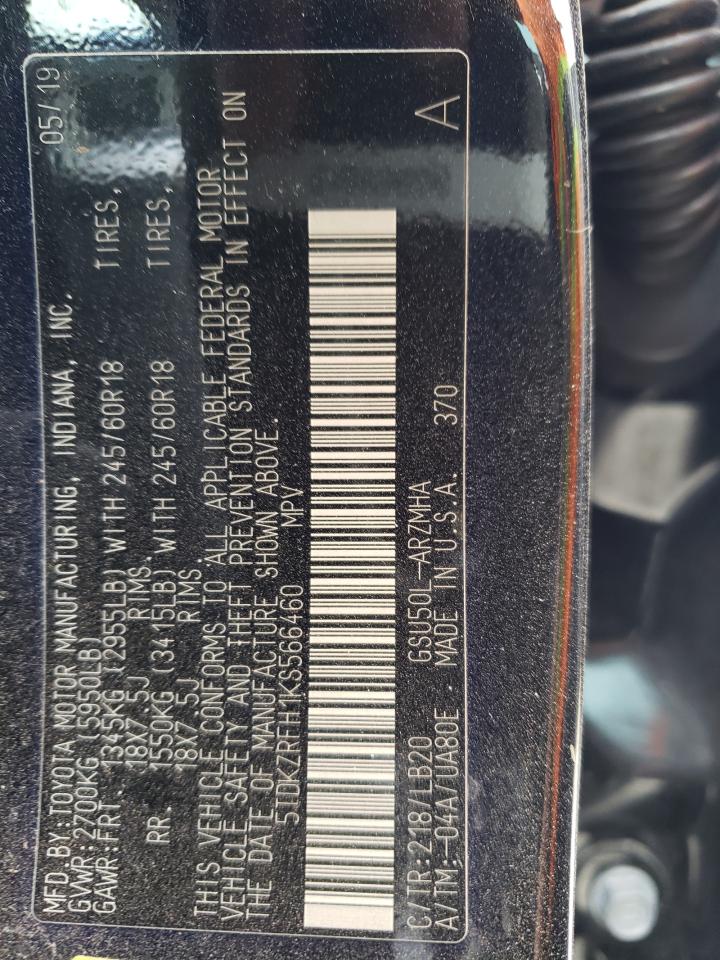 MFD BY: TOYOTA MOTOR MANUFACTURING, INDIANA, INC. 05/19
GVWR: 2700KG (5950LB)
GAWR: FRT. 1345KG (2955LB) WITH 245/60R18 TIRES,
18X7.5J RIMS.
RR. 1550KG (3415LB) WITH 245/60R18 TIRES,
18X7.5J RIMS
THIS VEHICLE CONFORMS TO ALL APPLICABLE FEDERAL MOTOR
VEHICLE SAFETY AND THEFT PREVENTION STANDARDS IN EFFECT ON
THE DATE OF MANUFACTURE SHOWN ABOVE.
5TDKZRFH1KS566460 MPV
C/TR: 218/LB20 GSU50L-ARZMHA A
A/TM: -04A/UA80E MADE IN U.S.A. 370